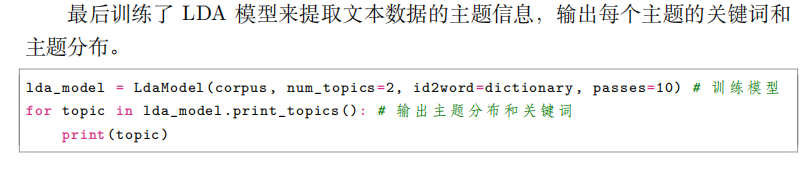 最后训练了 LDA 模型来提取文本数据的主题信息，输出每个主题的关键词和
主题分布。
lda_model = LdaModel(corpus, num_topics=2, id2word=dictionary, passes=10) # 训练模型
for topic in lda_model.print_topics(): # 输出主题分布和关键词
    print(topic)